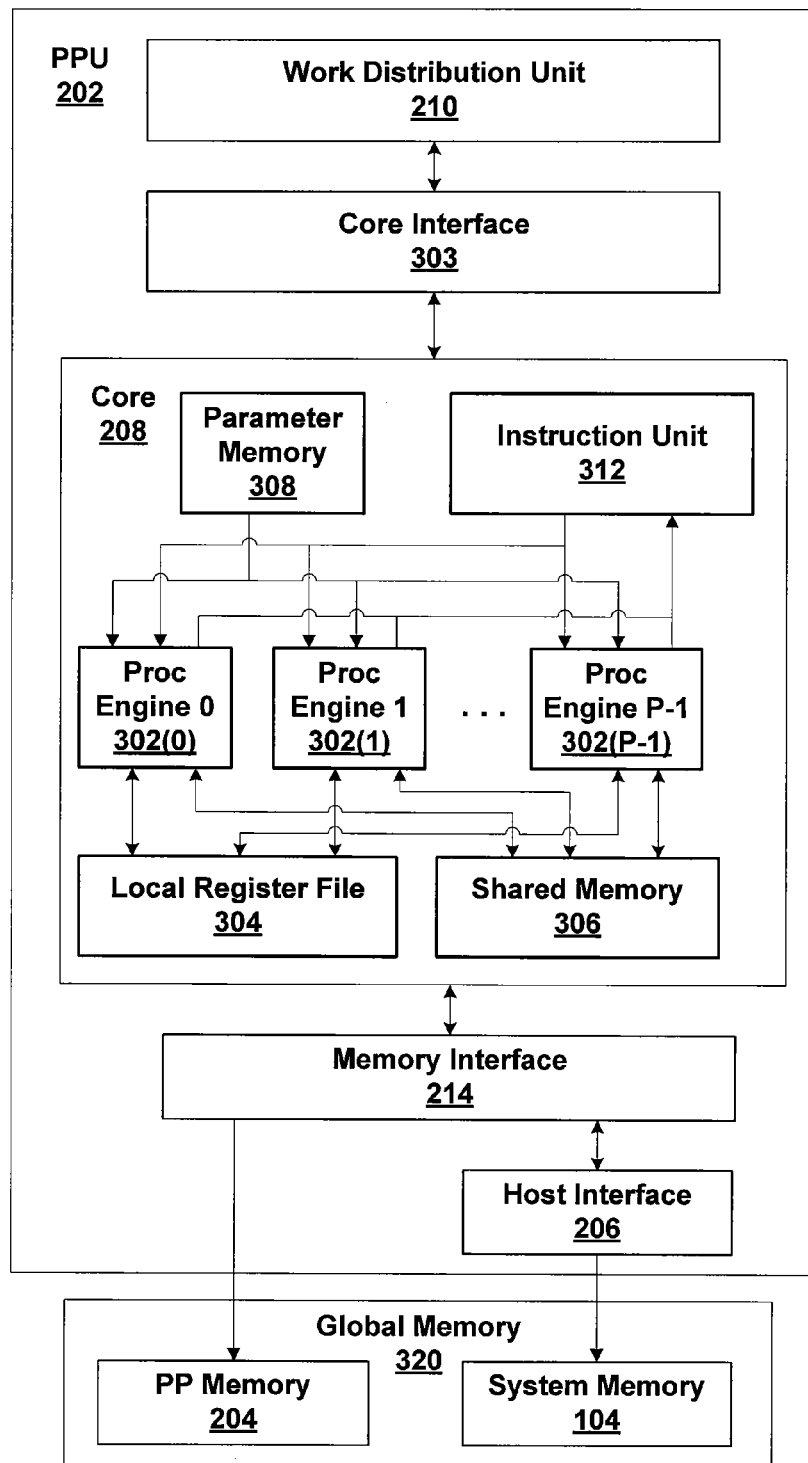 PPU
202
Work Distribution Unit
210
Core Interface
303
Core
208
Parameter
Memory
308
Instruction Unit
312
Proc
Engine 0
302(0)
Proc
Engine 1
302(1)
. . .
Proc
Engine P-1
302(P-1)
Local Register File
304
Shared Memory
306
Memory Interface
214
Host Interface
206
Global Memory
320
PP Memory
204
System Memory
104